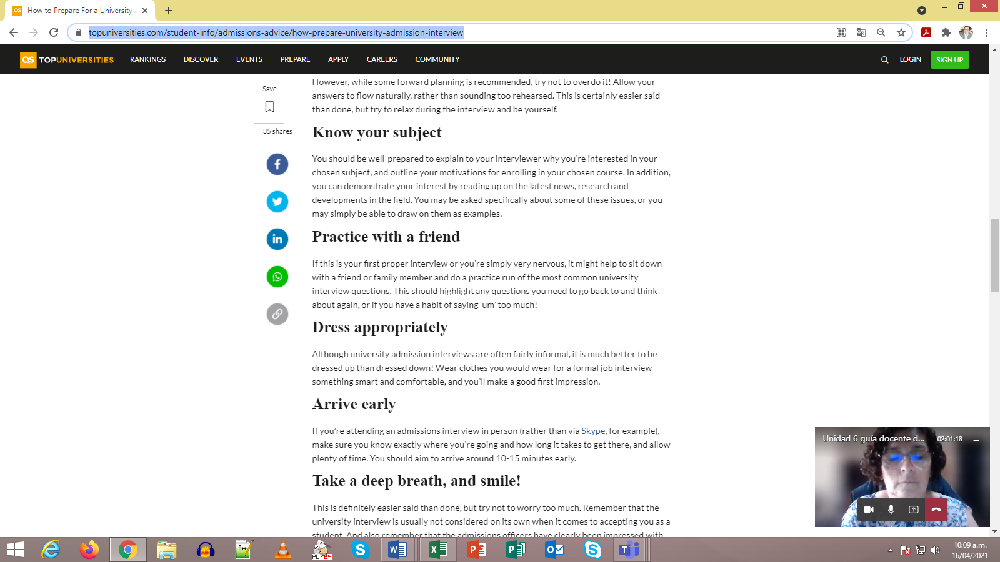 How to Prepare For a University
topuniversities.com/student-info/admissions-advice/how-prepare-university-admission-interview
QS TOPUNIVERSITIES RANKINGS DISCOVER EVENTS PREPARE APPLY CAREERS COMMUNITY LOGIN SIGN UP
Save
35 shares
However, while some forward planning is recommended, try not to overdo it! Allow your
answers to flow naturally, rather than sounding too rehearsed. This is certainly easier said
than done, but try to relax during the interview and be yourself.
Know your subject
You should be well-prepared to explain to your interviewer why you’re interested in your
chosen subject, and outline your motivations for enrolling in your chosen course. In addition,
you can demonstrate your interest by reading up on the latest news, research and
developments in the field. You may be asked specifically about some of these issues, or you
may simply be able to draw on them as examples.
Practice with a friend
If this is your first proper interview or you’re simply very nervous, it might help to sit down
with a friend or family member and do a practice run of the most common university
interview questions. This should highlight any questions you need to go back to and think
about again, or if you have a habit of saying ‘um’ too much!
Dress appropriately
Although university admission interviews are often fairly informal, it is much better to be
dressed up than dressed down! Wear clothes you would wear for a formal job interview –
something smart and comfortable, and you’ll make a good first impression.
Arrive early
If you’re attending an admissions interview in person (rather than via Skype, for example),
make sure you know exactly where you’re going and how long it takes to get there, and allow
plenty of time. You should aim to arrive around 10-15 minutes early.
Take a deep breath, and smile!
This is definitely easier said than done, but try not to worry too much. Remember that the
university interview is usually not considered on its own when it comes to accepting you as a
student. And also remember that the admissions officers have clearly been impressed with
Unidad 6 guía docente d... 02:01:18
PDF24
10:09 a.m.
16/04/2021